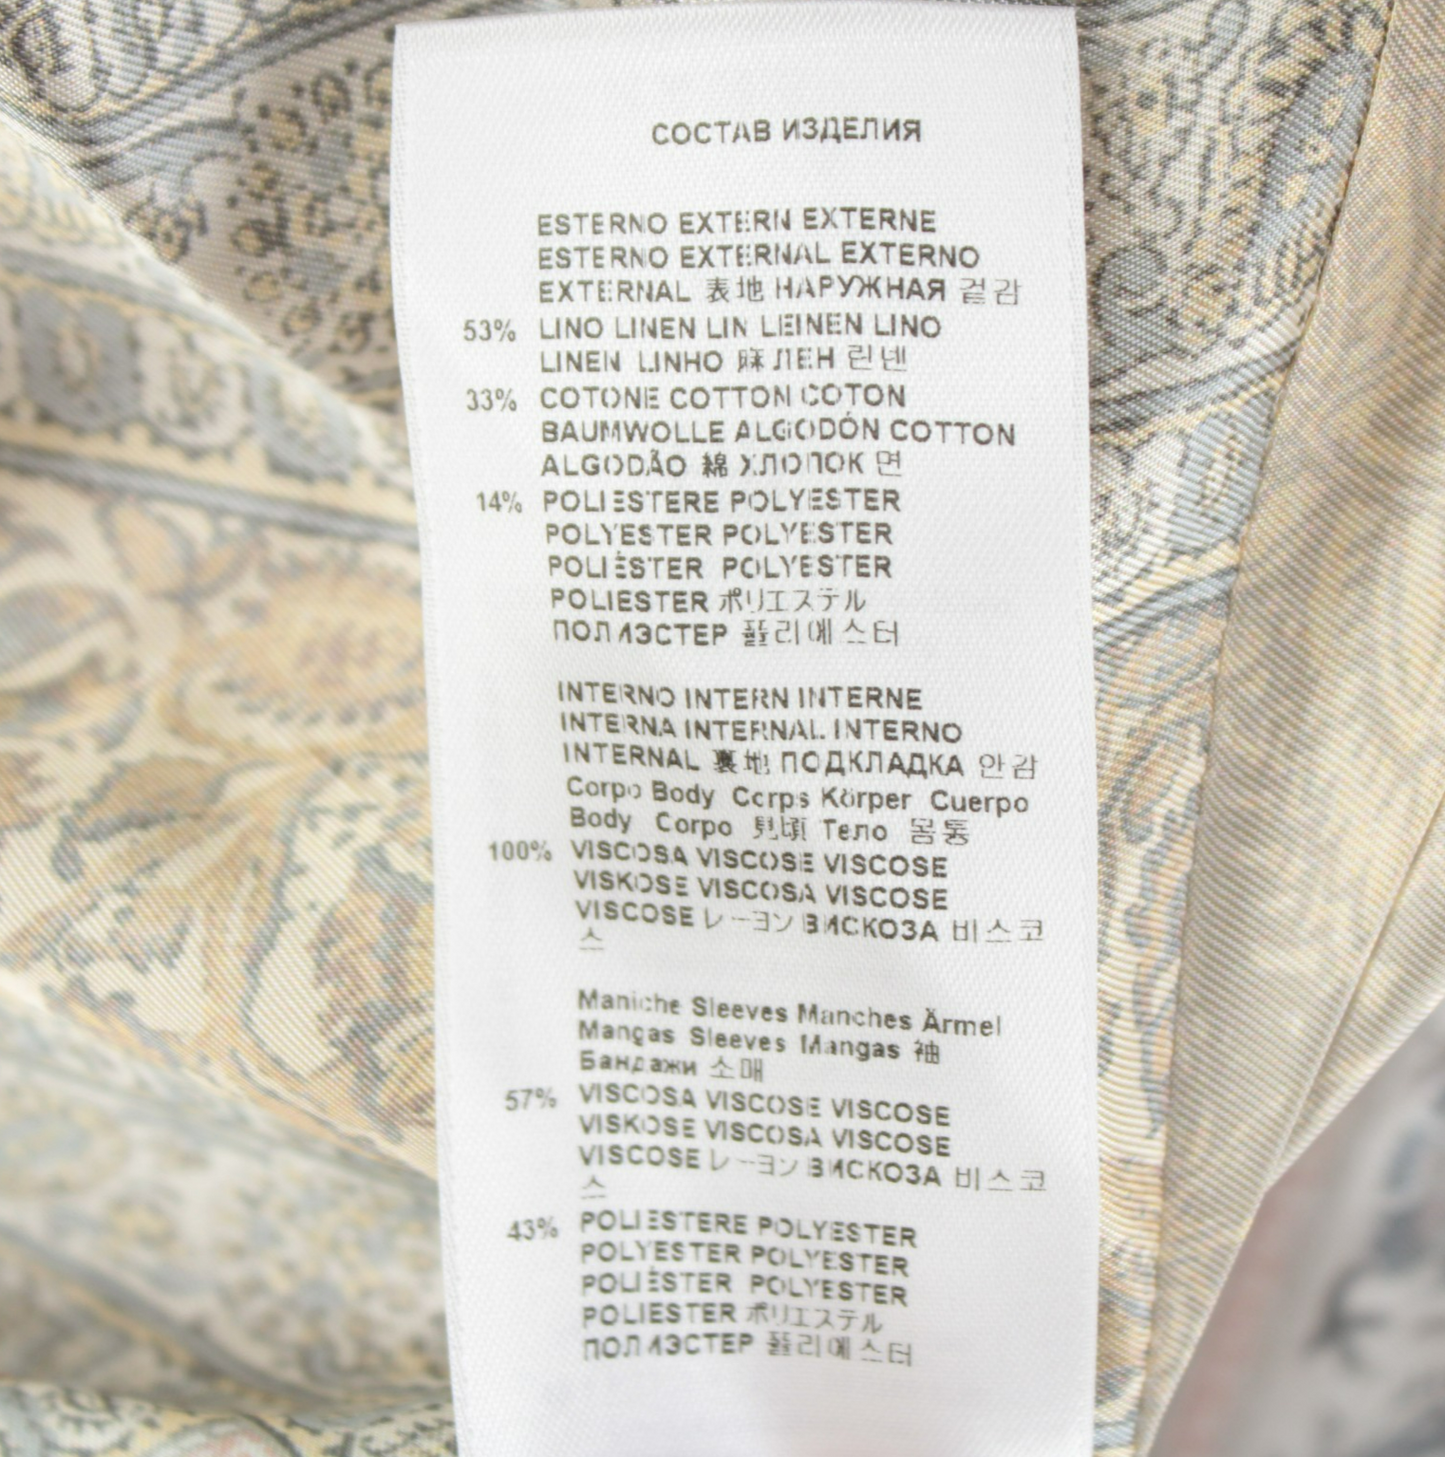 СОСТАВ ИЗДЕЛИЯ
ESTERNO EXTERN EXTERNE
ESTERNO EXTERNAL EXTERNO
EXTERNAL 表地 НАРУЖНАЯ 겉감
53% LINO LINEN LIN LEINEN LINO
LINEN LINHO 麻 ЛЕН 린넨
33% COTONE COTTON COTON
BAUMWOLLE ALGODÓN COTTON
ALGODÃO 綿 ХЛОПОК 면
14% POLIESTERE POLYESTER
POLYESTER POLYESTER
POLIÉSTER POLYESTER
POLIESTER ポリエステル
ПОЛИЭСТЕР 폴리에스터
INTERNO INTERN INTERNE
INTERNA INTERNAL INTERNO
INTERNAL 裏地 ПОДКЛАДКА 안감
Corpo Body Corps Körper Cuerpo
Body Corpo 見頃 Тело 몸통
100% VISCOSA VISCOSE VISCOSE
VISKOSE VISCOSA VISCOSE
VISCOSE レーヨン ВИСКОЗА 비스코
스
Maniche Sleeves Manches Ärmel
Mangas Sleeves Mangas 袖
Бандажи 소매
57% VISCOSA VISCOSE VISCOSE
VISKOSE VISCOSA VISCOSE
VISCOSE レーヨン ВИСКОЗА 비스코
스
43% POLIESTERE POLYESTER
POLYESTER POLYESTER
POLIÉSTER POLYESTER
POLIESTER ポリエステル
ПОЛИЭСТЕР 폴리에스터